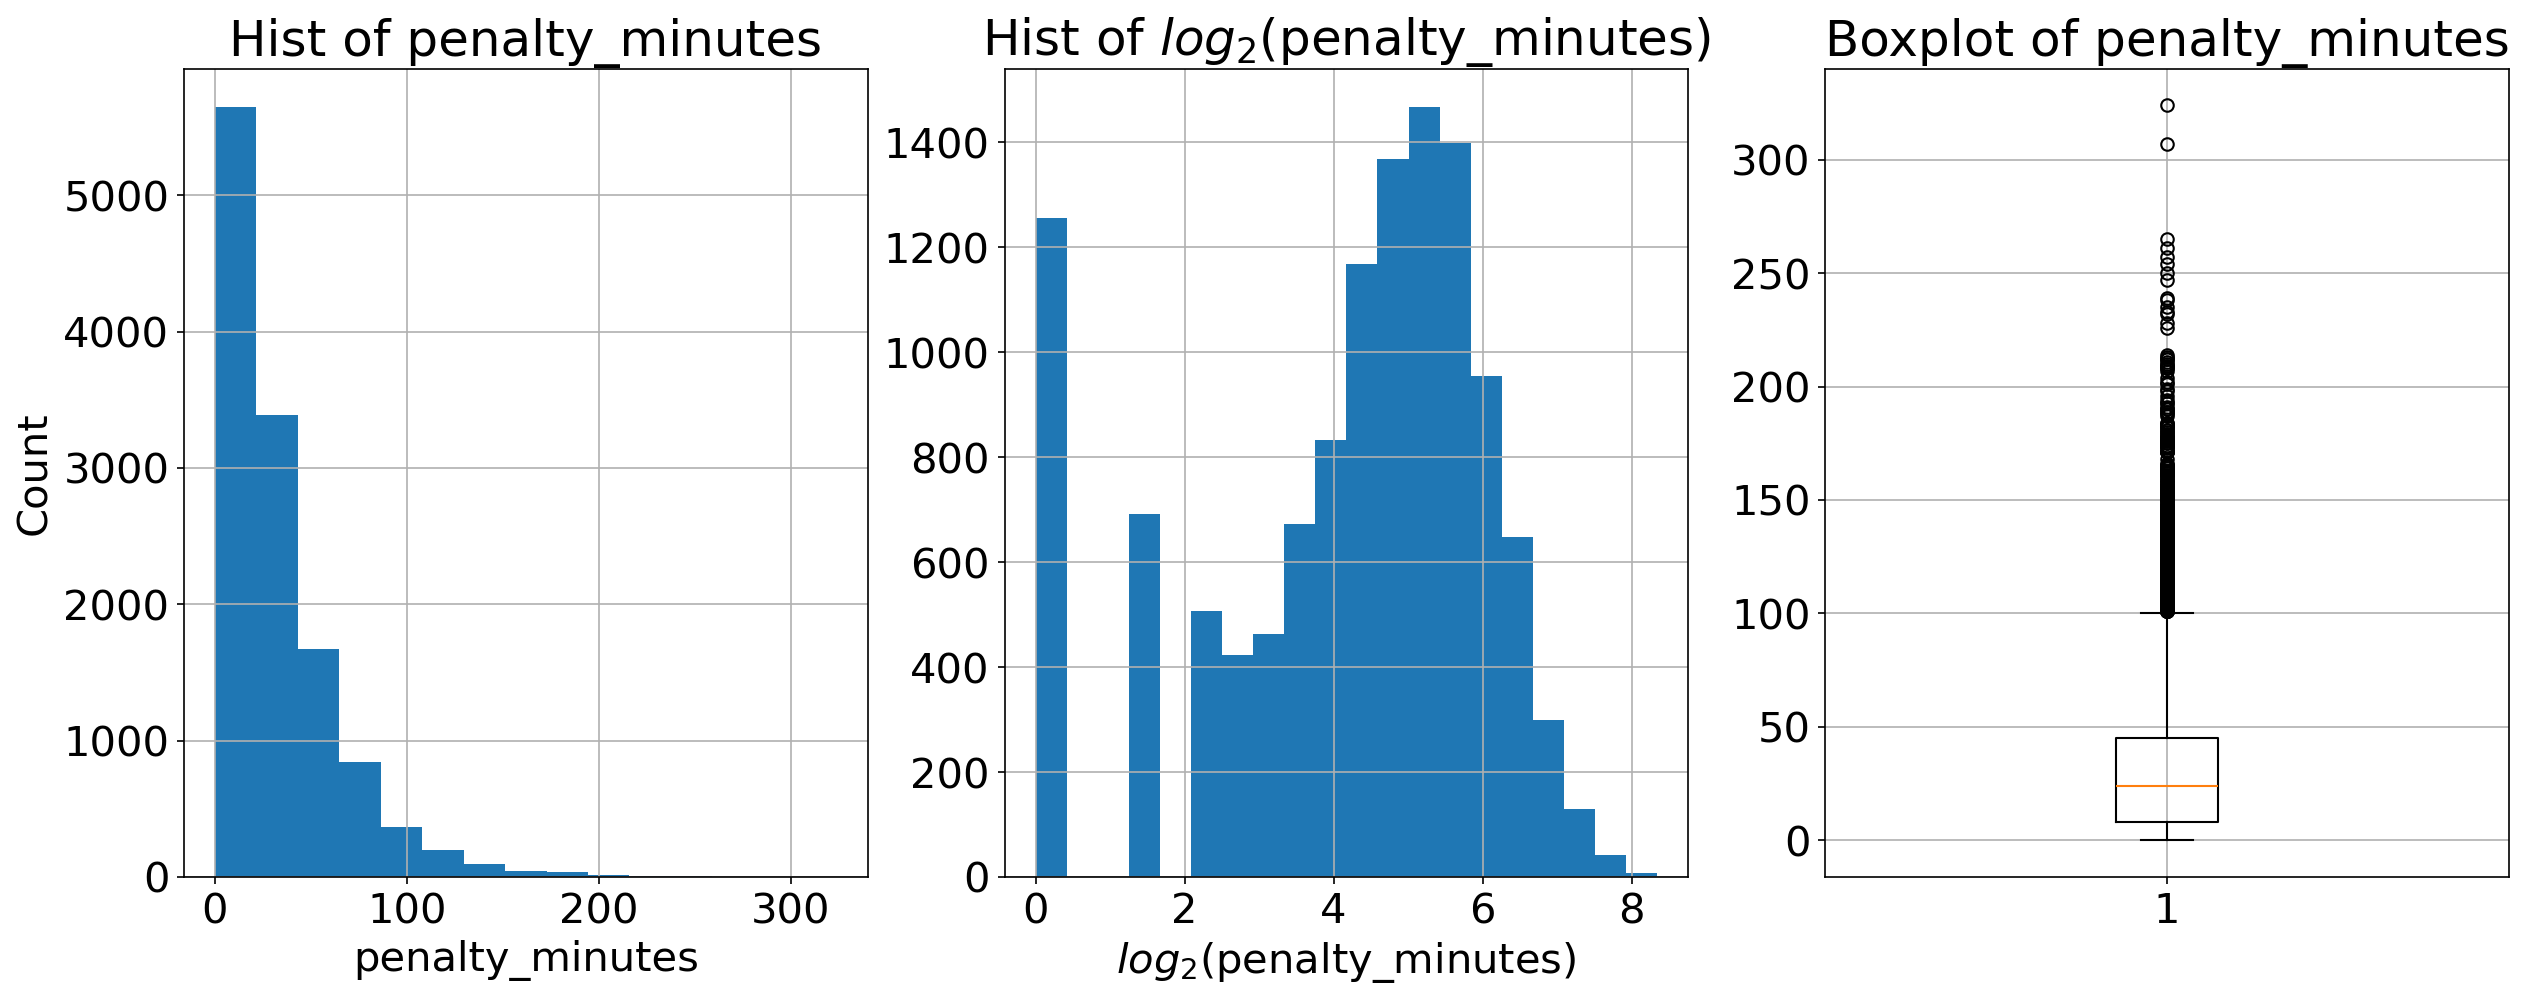 Hist of penalty_minutes
5000
4000
3000
2000
1000
0
Count
0 100 200 300
penalty_minutes
Hist of log2(penalty_minutes)
1400
1200
1000
800
600
400
200
0
0 2 4 6 8
log2(penalty_minutes)
Boxplot of penalty_minutes
300
250
200
150
100
50
0
1